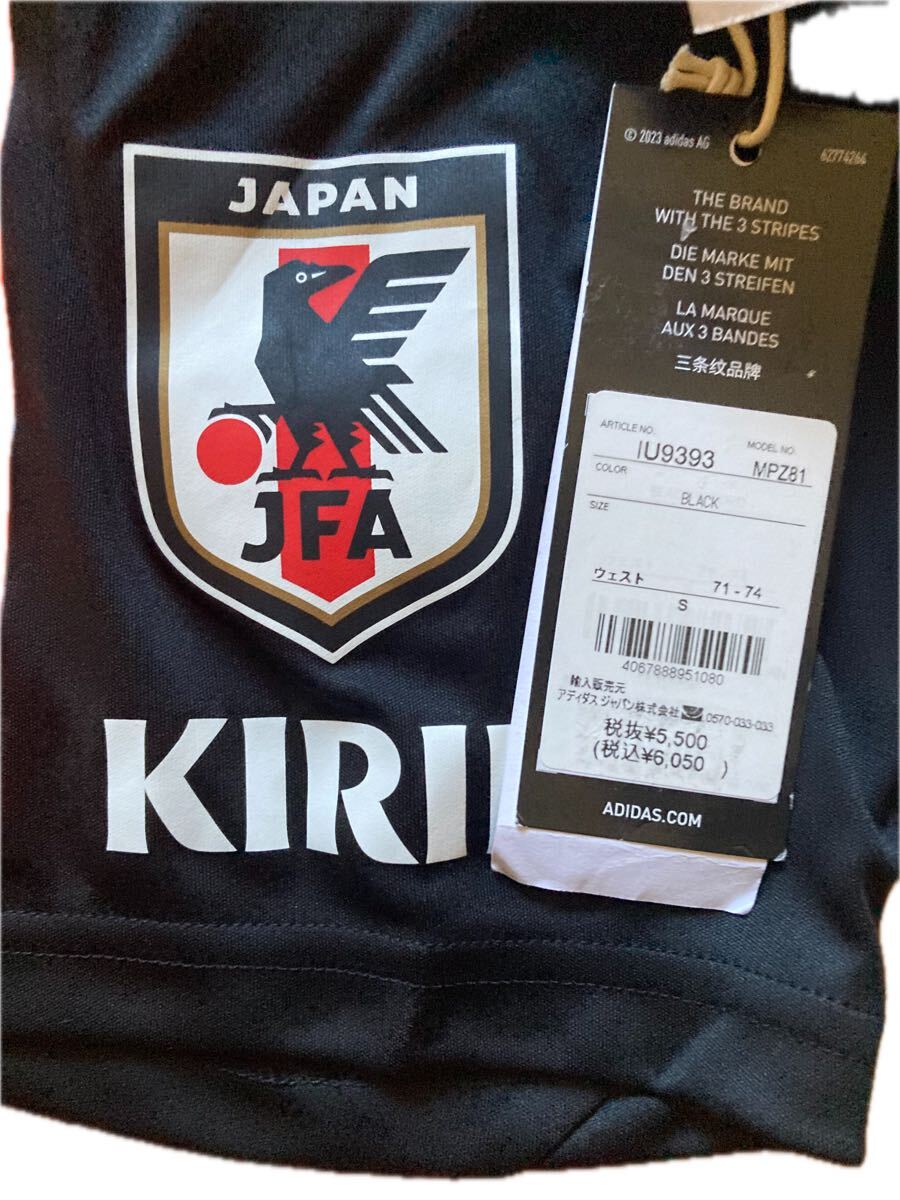 JAPAN
JFA
KIRI
© 2023 adidas AG
62774264
THE BRAND
WITH THE 3 STRIPES
DIE MARKE MIT
DEN 3 STREIFEN
LA MARQUE
AUX 3 BANDES
三条纹品牌
ARTICLE NO.
IU9393
MODEL NO.
MPZ81
COLOR
BLACK
SIZE
ウェスト 71 - 74
S
4067888951080
輸入販売元
アディダス ジャパン株式会社 0570-033-033
税抜¥5,500
(税込¥6,050 )
ADIDAS.COM